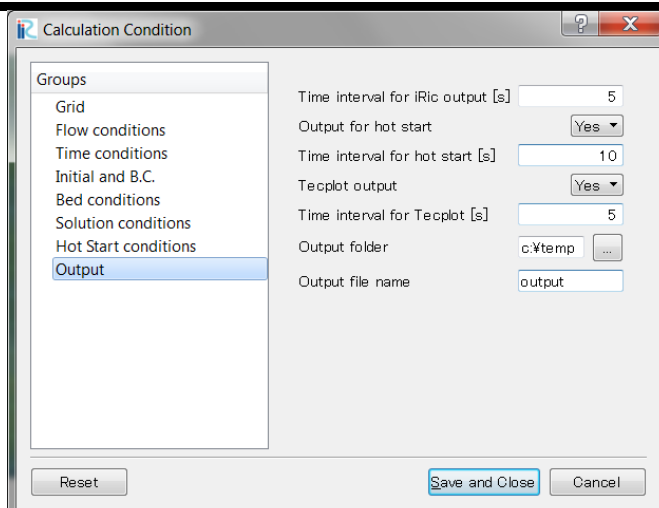 Calculation Condition
Groups
Grid
Flow conditions
Time conditions
Initial and B.C.
Bed conditions
Solution conditions
Hot Start conditions
Output
Time interval for iRic output [s] 5
Output for hot start Yes
Time interval for hot start [s] 10
Tecplot output Yes
Time interval for Tecplot [s] 5
Output folder c:¥temp ...
Output file name output
Reset Save and Close Cancel